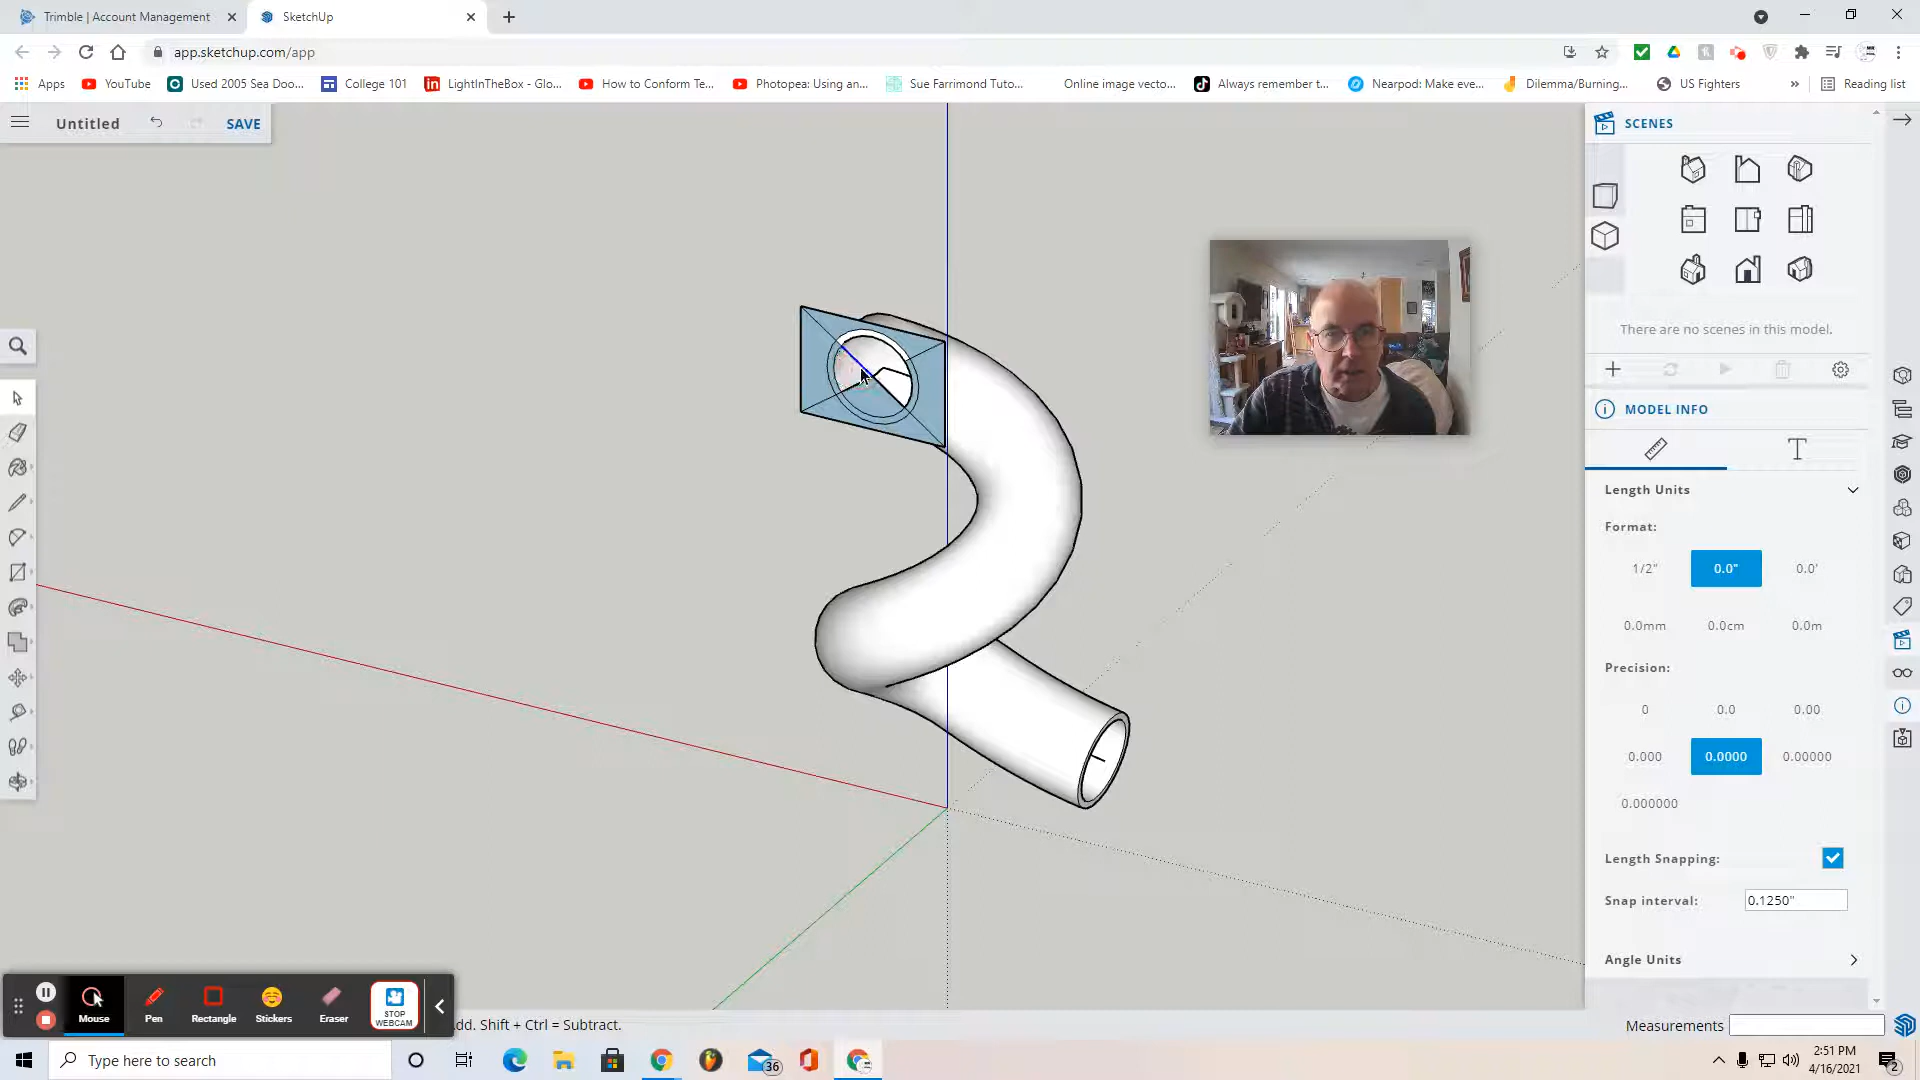 Trimble | Account Management
SketchUp
app.sketchup.com/app
Apps
YouTube
Used 2005 Sea Doo...
College 101
LightInTheBox - Glo...
How to Conform Te...
Photopea: Using an...
Sue Farrimond Tuto...
Online image vecto...
Always remember t...
Nearpod: Make eve...
Dilemma/Burning...
US Fighters
»
Reading list
Untitled
SAVE
SCENES
There are no scenes in this model.
MODEL INFO
Length Units
Format:
1/2"
0.0"
0.0'
0.0mm
0.0cm
0.0m
Precision:
0
0.0
0.00
0.000
0.0000
0.00000
0.000000
Length Snapping:
Snap interval:
0.1250"
Angle Units
Mouse
Pen
Rectangle
Stickers
Eraser
STOP
WEBCAM
dd. Shift + Ctrl = Subtract.
Measurements
Type here to search
36
2:51 PM
4/16/2021
2